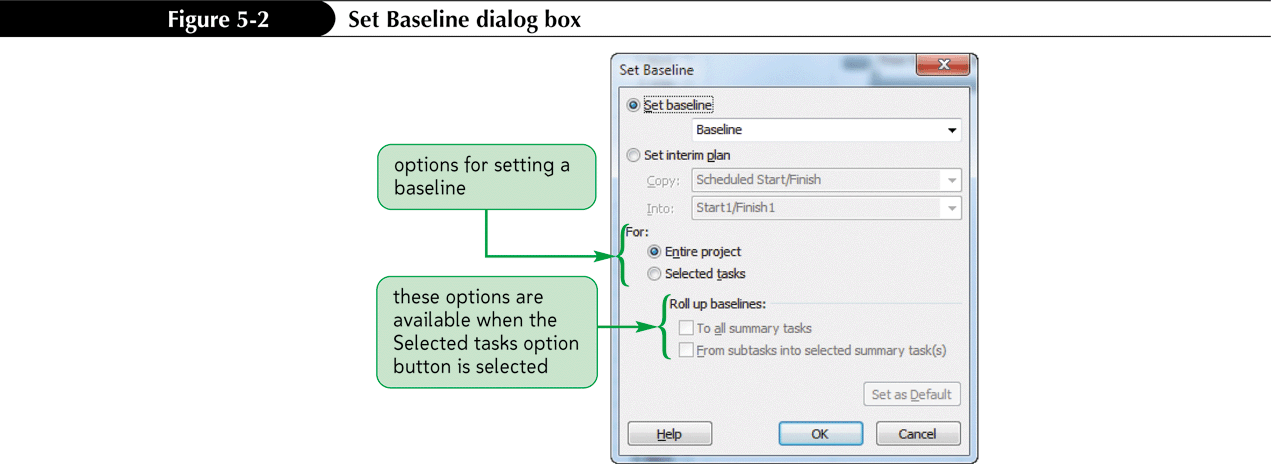 Figure 5-2 Set Baseline dialog box
Set Baseline
Set baseline
Baseline
Set interim plan
Copy: Scheduled Start/Finish
Into: Start1/Finish1
options for setting a
baseline
For:
Entire project
Selected tasks
these options are
available when the
Selected tasks option
button is selected
Roll up baselines:
To all summary tasks
From subtasks into selected summary task(s)
Set as Default
Help OK Cancel